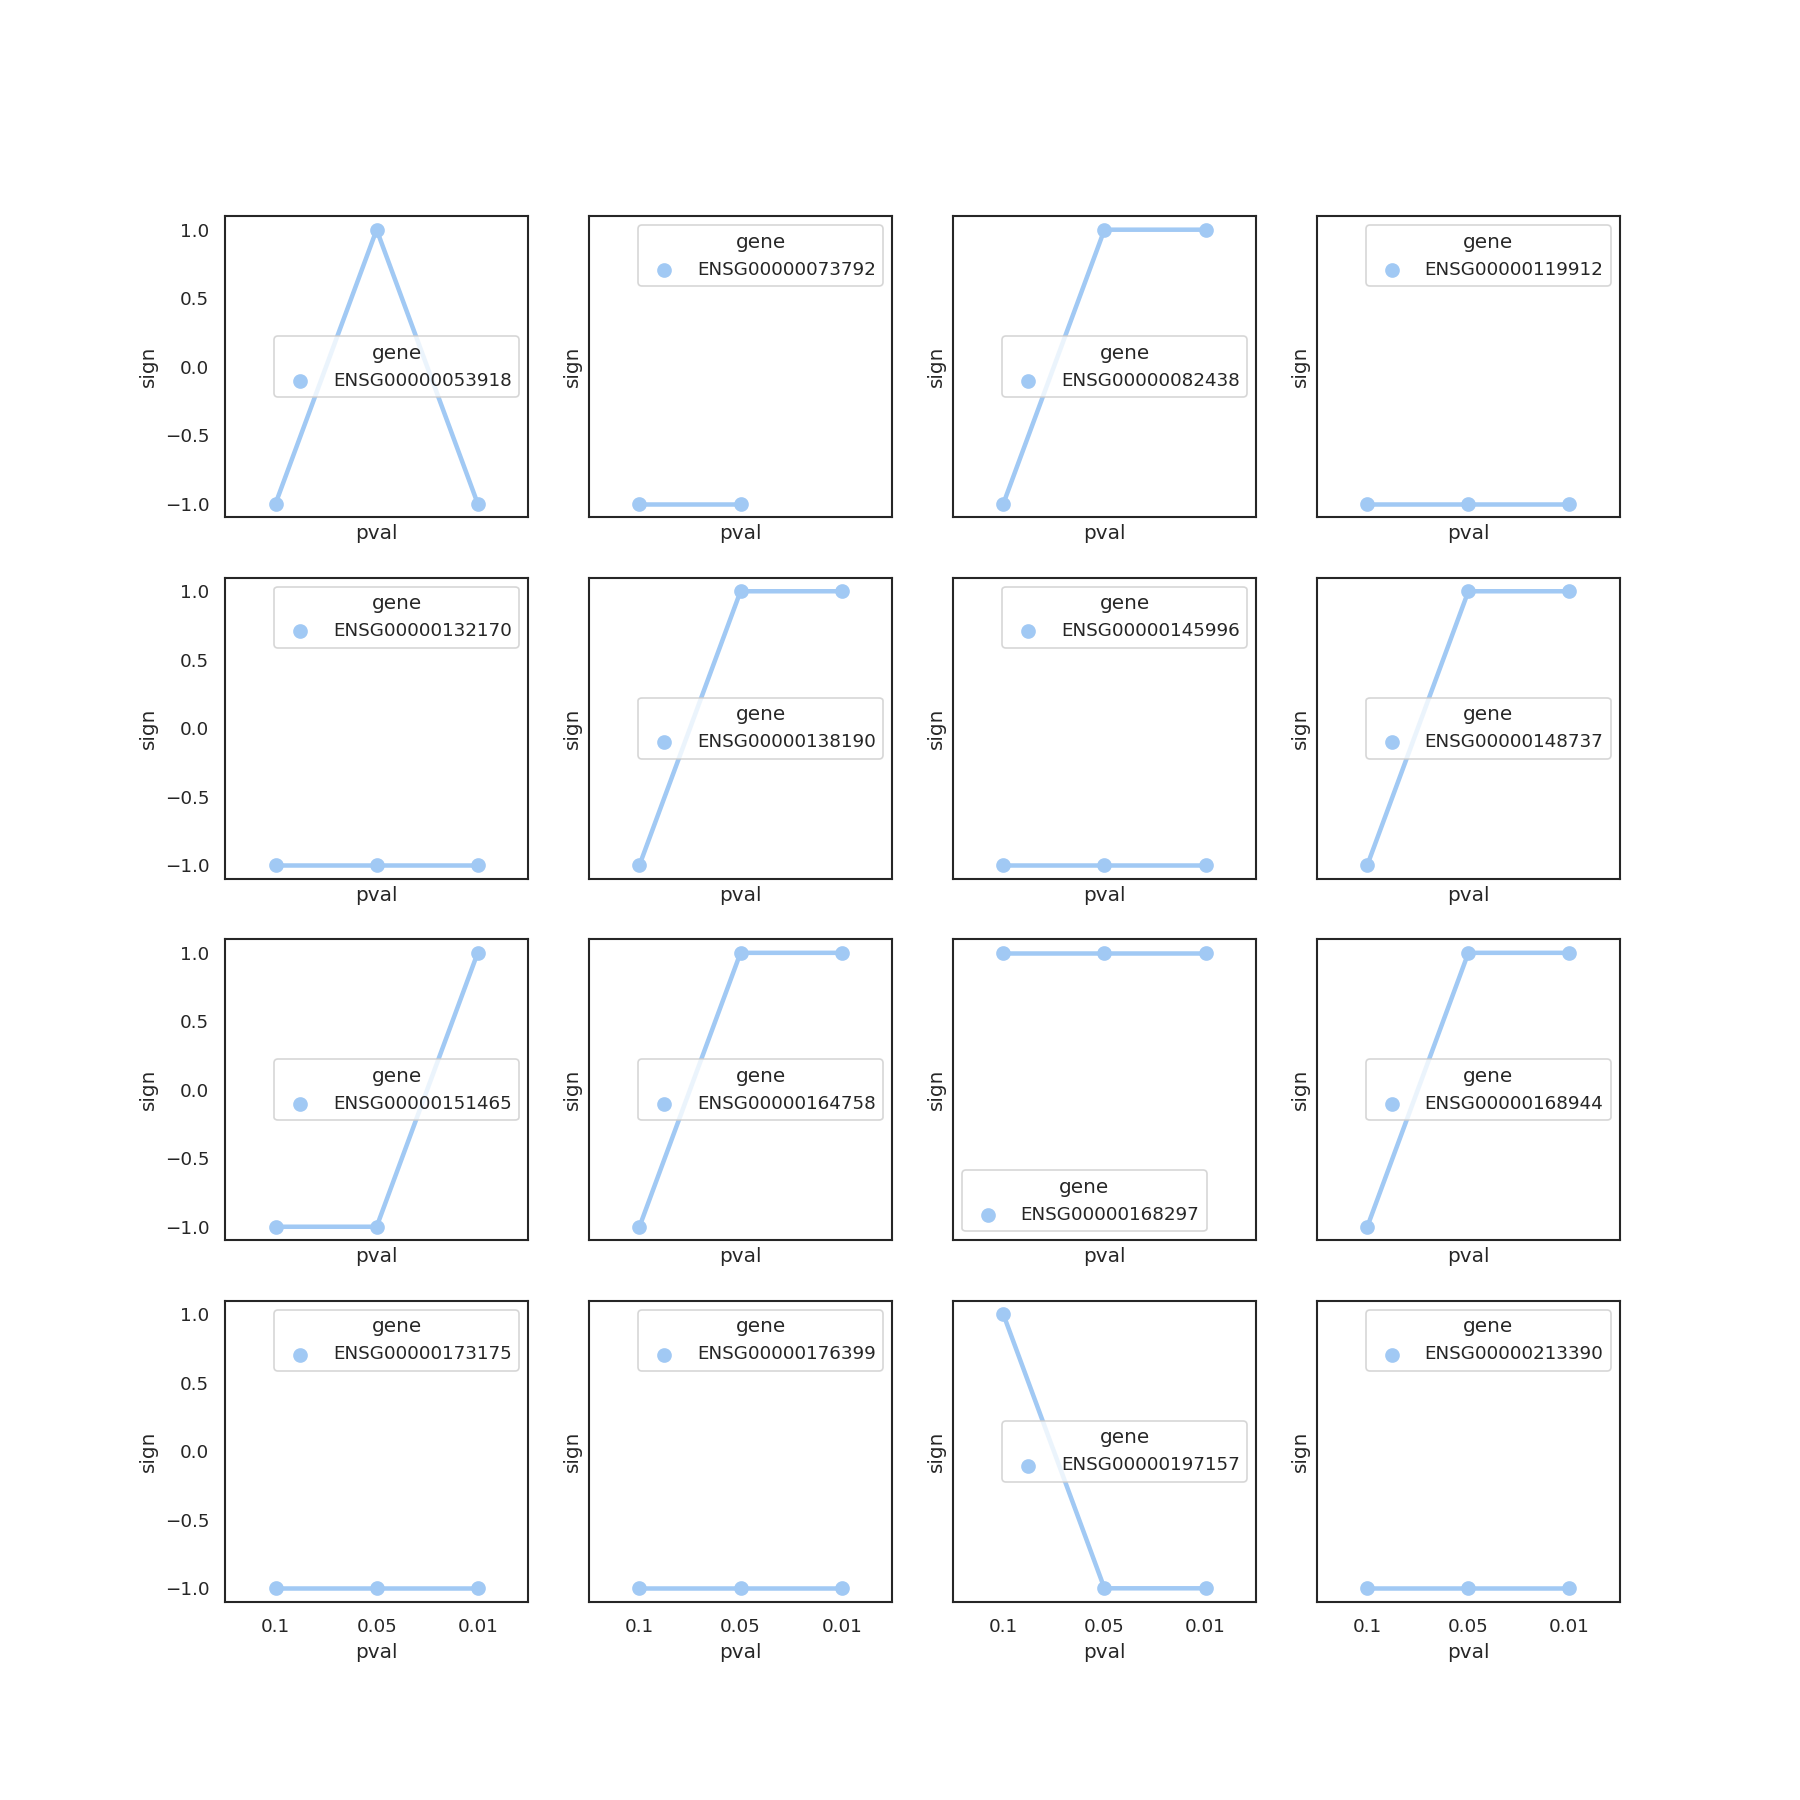 1.0
0.5
0.0
−0.5
−1.0
sign
gene
ENSG00000053918
pval
sign
gene
ENSG00000073792
pval
sign
gene
ENSG00000082438
pval
sign
gene
ENSG00000119912
pval
1.0
0.5
0.0
−0.5
−1.0
sign
gene
ENSG00000132170
pval
sign
gene
ENSG00000138190
pval
sign
gene
ENSG00000145996
pval
sign
gene
ENSG00000148737
pval
1.0
0.5
0.0
−0.5
−1.0
sign
gene
ENSG00000151465
pval
sign
gene
ENSG00000164758
pval
sign
gene
ENSG00000168297
pval
sign
gene
ENSG00000168944
pval
1.0
0.5
0.0
−0.5
−1.0
sign
gene
ENSG00000173175
0.1 0.05 0.01
pval
sign
gene
ENSG00000176399
0.1 0.05 0.01
pval
sign
gene
ENSG00000197157
0.1 0.05 0.01
pval
sign
gene
ENSG00000213390
0.1 0.05 0.01
pval